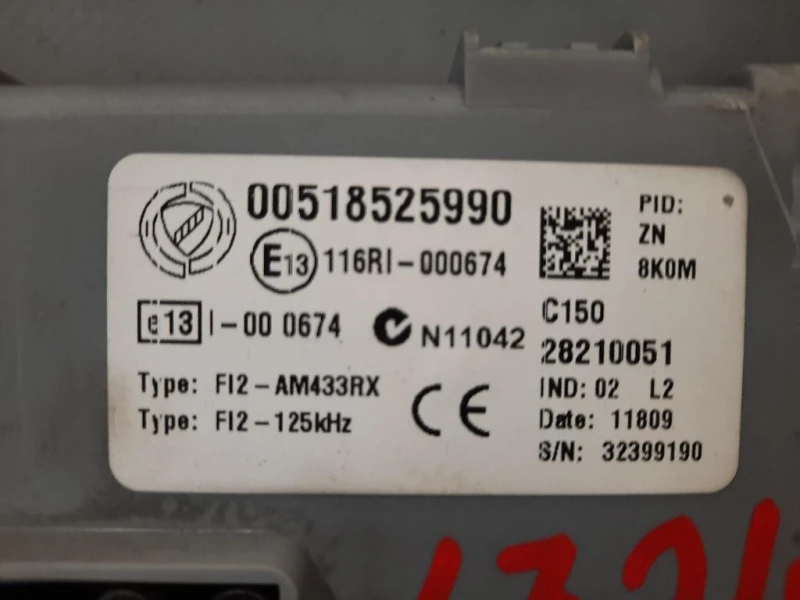 00518525990
E13 116RI-000674
e13 I-00 0674 N11042
Type: FI2-AM433RX
Type: FI2-125kHz
CE
PID:
ZN
8K0M
C150
28210051
IND: 02 L2
Date: 11809
S/N: 32399190